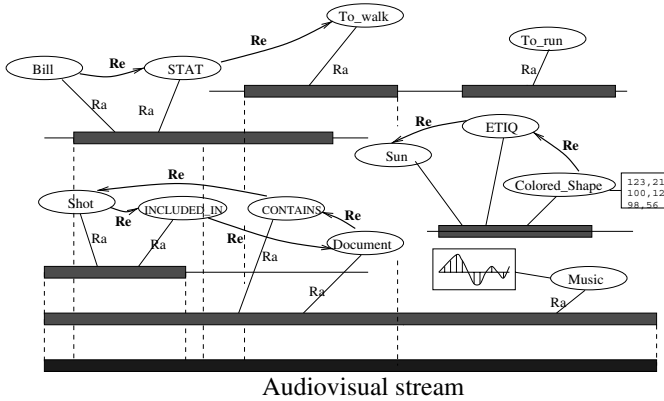 To_walk
Re
To_run
Re
Bill
STAT
Ra
Ra
Ra
Ra
Re
ETIQ
Re
Sun
Re
Colored_Shape
123,21
100,12
98,56
Shot
Re
INCLUDED_IN
CONTAINS
Re
Re
Document
Ra
Ra
Ra
Ra
Music
Ra
Audiovisual stream